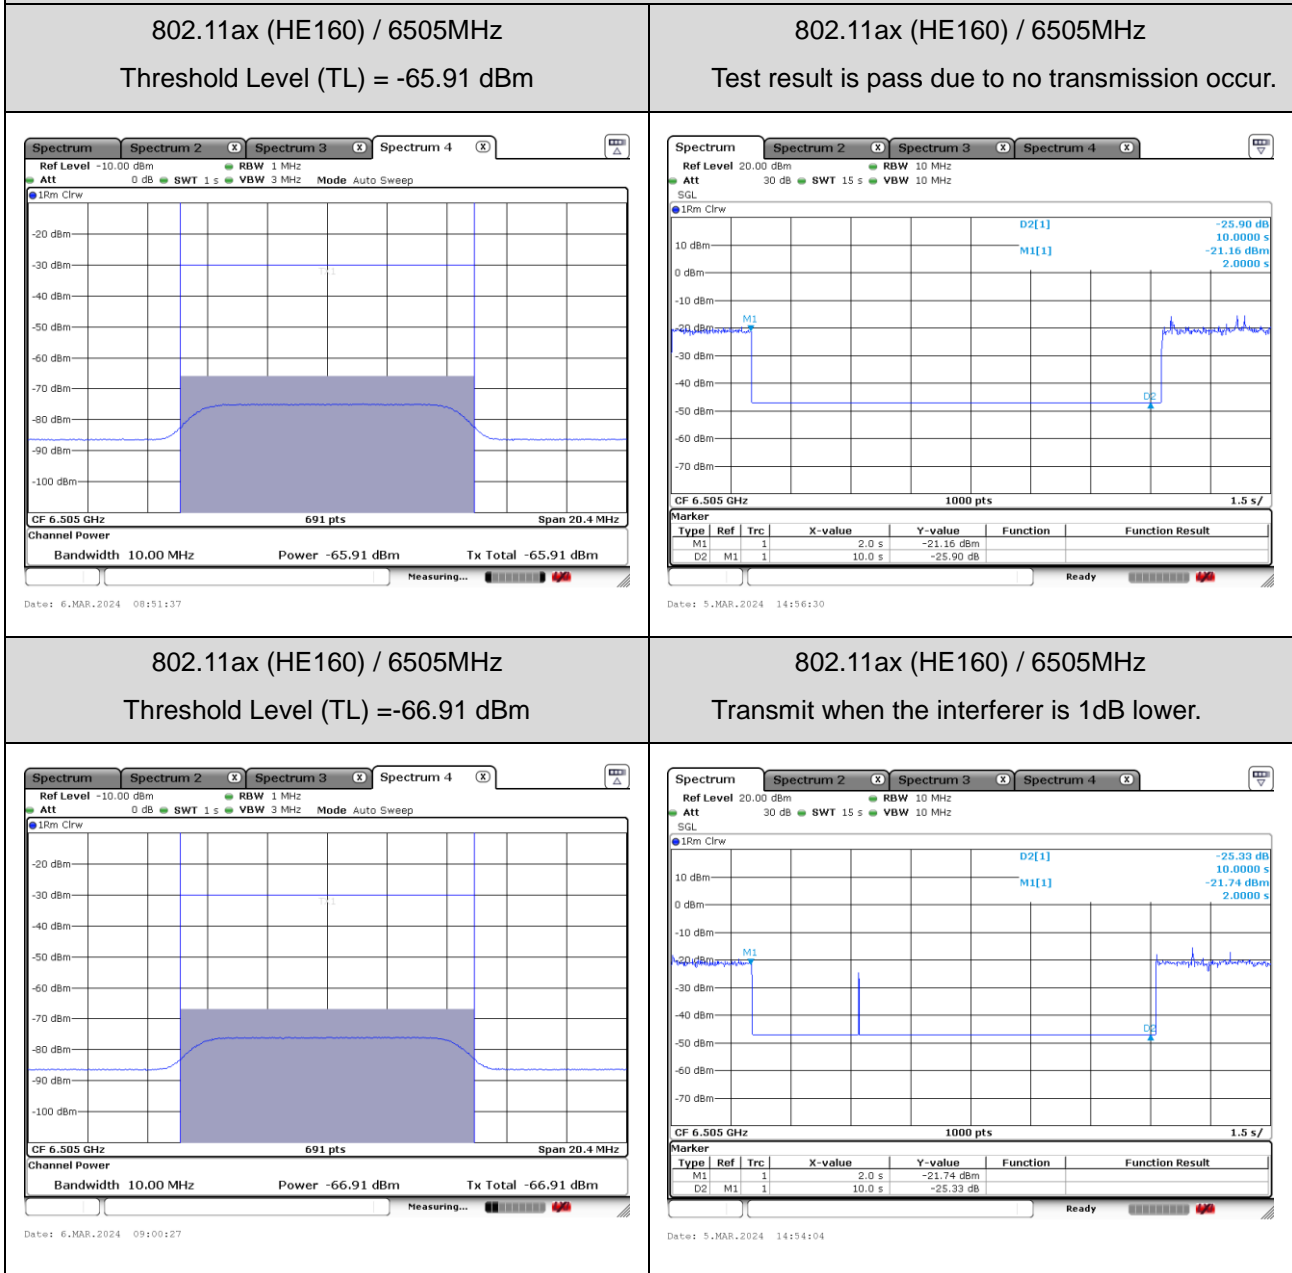 802.11ax (HE160) / 6505MHz
Threshold Level (TL) = -65.91 dBm
802.11ax (HE160) / 6505MHz
Test result is pass due to no transmission occur.
Spectrum Spectrum 2 X Spectrum 3 X Spectrum 4 X
Ref Level -10.00 dBm RBW 1 MHz
Att 0 dB SWT 1 s VBW 3 MHz Mode Auto Sweep
1Rm Clrw
-20 dBm
-30 dBm
-40 dBm
-50 dBm
-60 dBm
-70 dBm
-80 dBm
-90 dBm
-100 dBm
CF 6.505 GHz 691 pts Span 20.4 MHz
Channel Power
Bandwidth 10.00 MHz Power -65.91 dBm Tx Total -65.91 dBm
Measuring...
Date: 6.MAR.2024 08:51:37
Spectrum Spectrum 2 X Spectrum 3 X Spectrum 4 X
Ref Level 20.00 dBm RBW 10 MHz
Att 30 dB SWT 15 s VBW 10 MHz
SGL
1Rm Clrw
D2[1] -25.90 dB
10.0000 s
M1[1] -21.16 dBm
2.0000 s
10 dBm
0 dBm
-10 dBm
M1
-20 dBm
-30 dBm
-40 dBm
D2
-50 dBm
-60 dBm
-70 dBm
CF 6.505 GHz 1000 pts 1.5 s/
Marker
Type Ref Trc X-value Y-value Function Function Result
M1 1 2.0 s -21.16 dBm
D2 M1 1 10.0 s -25.90 dB
Ready
Date: 5.MAR.2024 14:56:30
802.11ax (HE160) / 6505MHz
Threshold Level (TL) =-66.91 dBm
802.11ax (HE160) / 6505MHz
Transmit when the interferer is 1dB lower.
Spectrum Spectrum 2 X Spectrum 3 X Spectrum 4 X
Ref Level -10.00 dBm RBW 1 MHz
Att 0 dB SWT 1 s VBW 3 MHz Mode Auto Sweep
1Rm Clrw
-20 dBm
-30 dBm
-40 dBm
-50 dBm
-60 dBm
-70 dBm
-80 dBm
-90 dBm
-100 dBm
CF 6.505 GHz 691 pts Span 20.4 MHz
Channel Power
Bandwidth 10.00 MHz Power -66.91 dBm Tx Total -66.91 dBm
Measuring...
Date: 6.MAR.2024 09:00:27
Spectrum Spectrum 2 X Spectrum 3 X Spectrum 4 X
Ref Level 20.00 dBm RBW 10 MHz
Att 30 dB SWT 15 s VBW 10 MHz
SGL
1Rm Clrw
D2[1] -25.33 dB
10.0000 s
M1[1] -21.74 dBm
2.0000 s
10 dBm
0 dBm
-10 dBm
M1
-20 dBm
-30 dBm
-40 dBm
D2
-50 dBm
-60 dBm
-70 dBm
CF 6.505 GHz 1000 pts 1.5 s/
Marker
Type Ref Trc X-value Y-value Function Function Result
M1 1 2.0 s -21.74 dBm
D2 M1 1 10.0 s -25.33 dB
Ready
Date: 5.MAR.2024 14:54:04